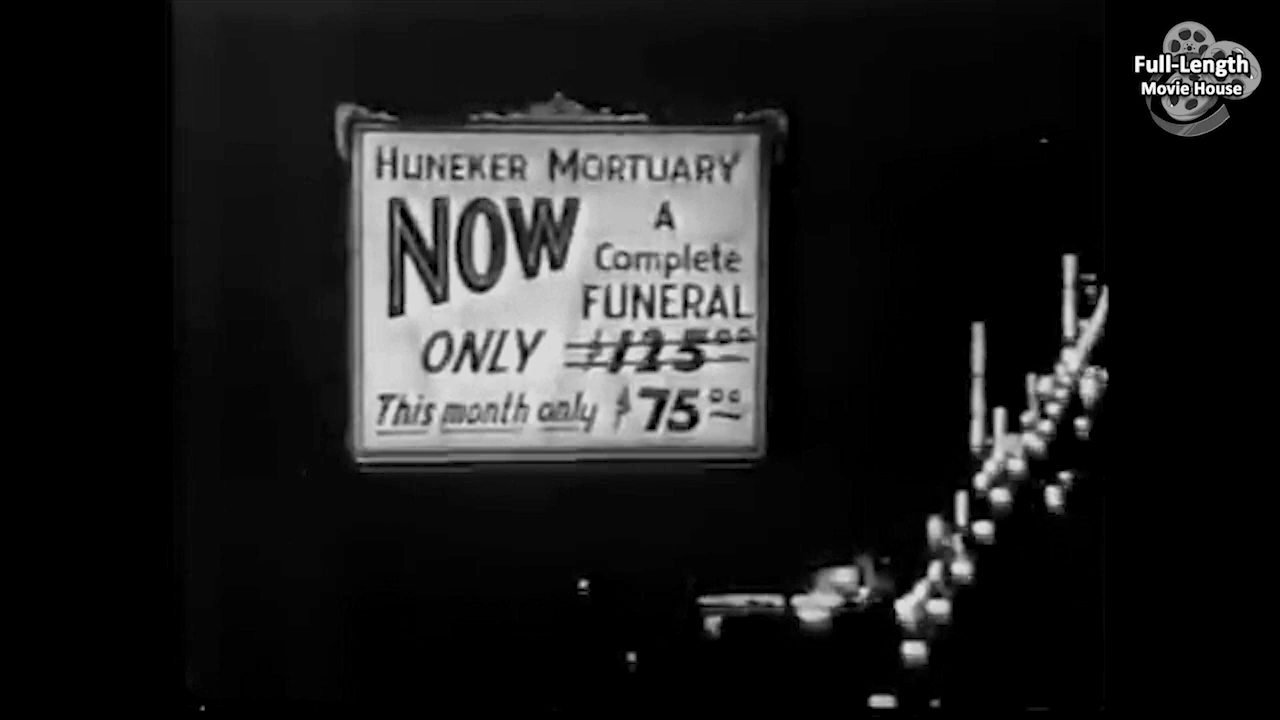 HUNEKER MORTUARY
NOW
A
Complete
FUNERAL
ONLY $125.00
This month only $75.00
Full-Length
Movie House